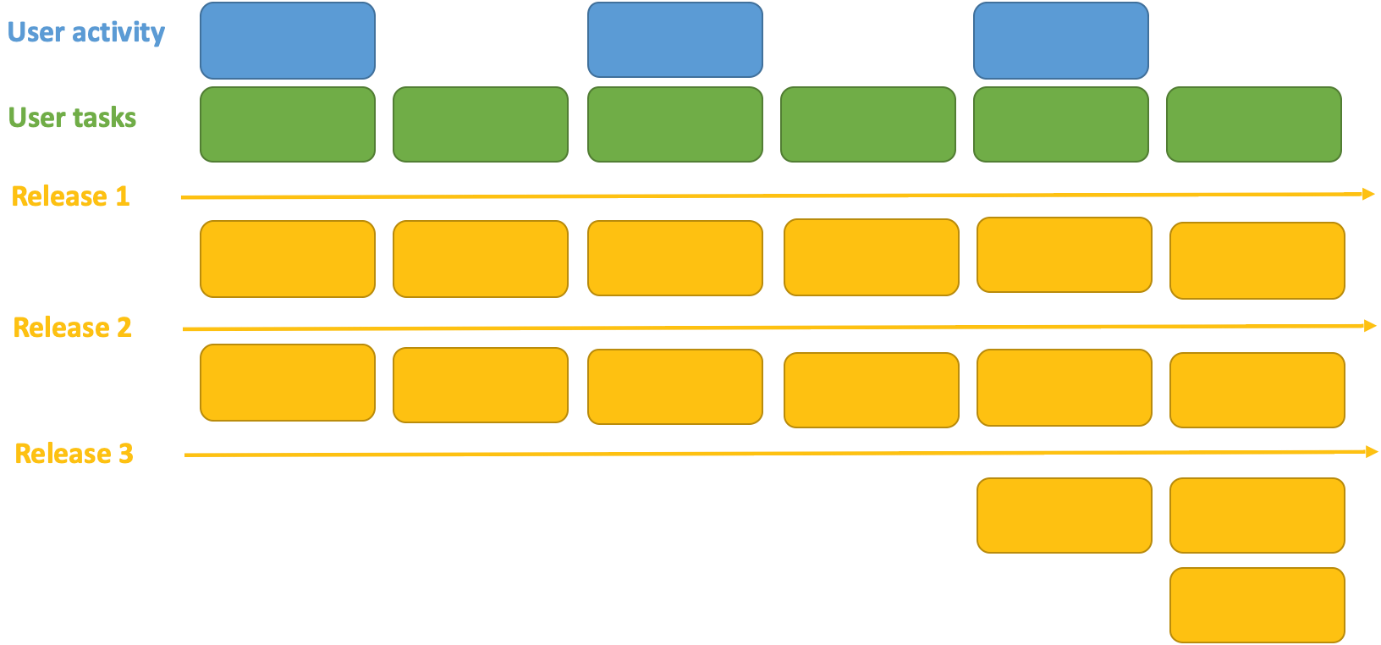 User activity
User tasks
Release 1
Release 2
Release 3